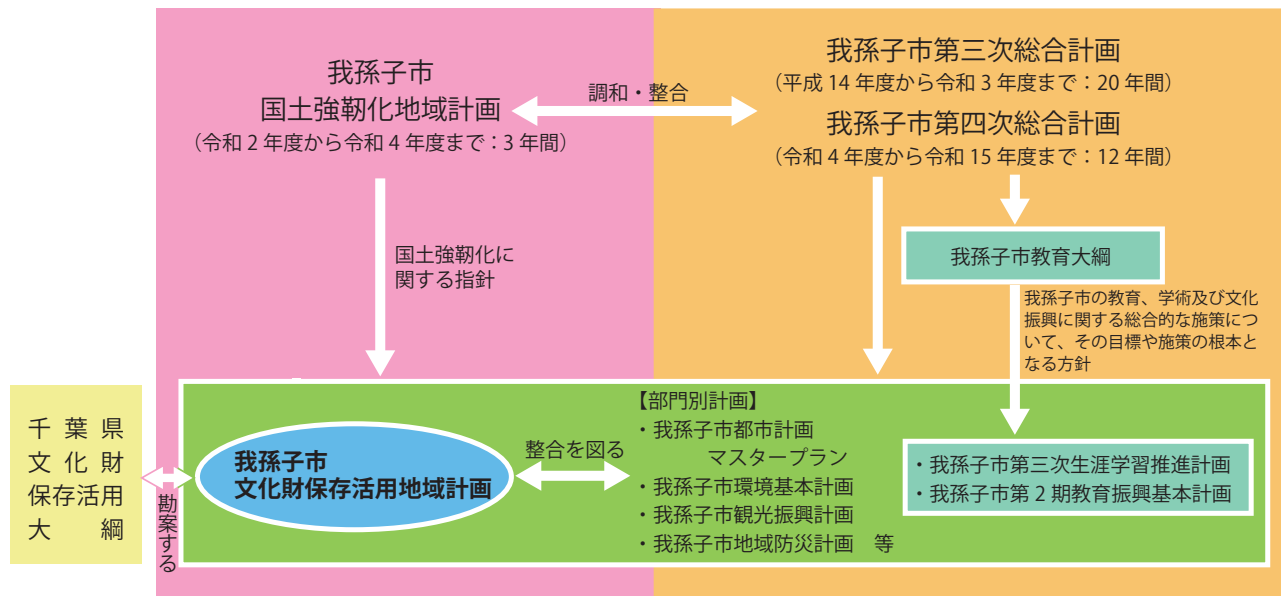 我孫子市
国土強靭化地域計画
（令和 2 年度から令和 4 年度まで：3 年間）
調和・整合
我孫子市第三次総合計画
（平成 14 年度から令和 3 年度まで：20 年間）
我孫子市第四次総合計画
（令和 4 年度から令和 15 年度まで：12 年間）
国土強靭化に
関する指針
我孫子市教育大綱
我孫子市の教育、学術及び文化
振興に関する総合的な施策につ
いて、その目標や施策の根本と
なる方針
千葉県
文化財
保存活用
大綱
勘案する
我孫子市
文化財保存活用地域計画
整合を図る
【部門別計画】
・我孫子市都市計画
マスタープラン
・我孫子市環境基本計画
・我孫子市観光振興計画
・我孫子市地域防災計画　等
・我孫子市第三次生涯学習推進計画
・我孫子市第 2 期教育振興基本計画